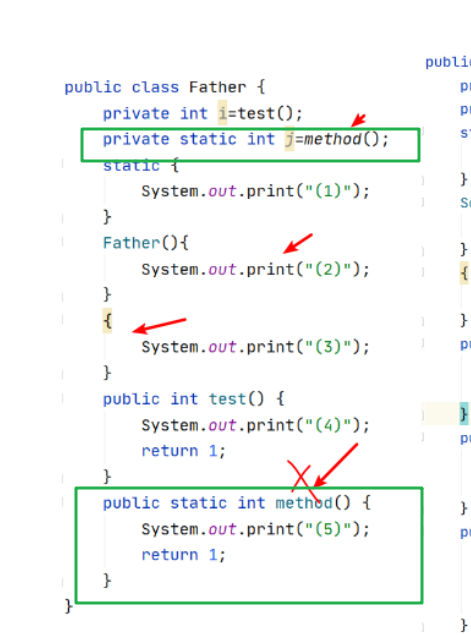 public class Father {
    private int i=test();
    private static int j=method();
    static {
        System.out.print("(1)");
    }
    Father(){
        System.out.print("(2)");
    }
    {
        System.out.print("(3)");
    }
    public int test() {
        System.out.print("(4)");
        return 1;
    }
    public static int method() {
        System.out.print("(5)");
        return 1;
    }
}
publi
pu
st
}
}
{
}
pu
}
pu
}
pu
}